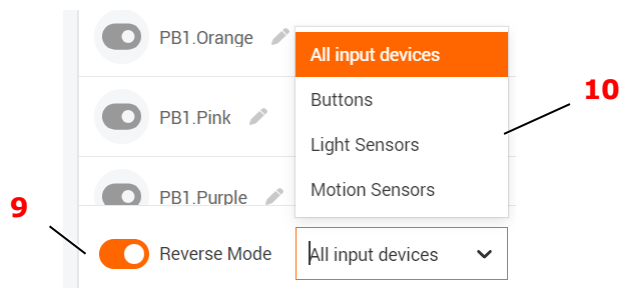 PB1.Orange
All input devices
Buttons
10
PB1.Pink
Light Sensors
Motion Sensors
PB1.Purple
9
Reverse Mode
All input devices